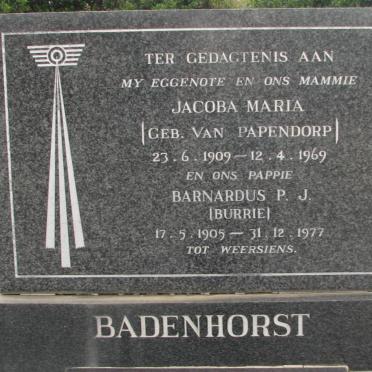 TER GEDAGTENIS AAN
MY EGGENOTE EN ONS MAMMIE
JACOBA MARIA
(GEB. VAN PAPENDORP)
23.6.1909—12.4.1969
EN ONS PAPPIE
BARNARDUS P. J.
(BURRIE)
17.5.1905—31.12.1977
TOT WEERSIENS.
BADENHORST